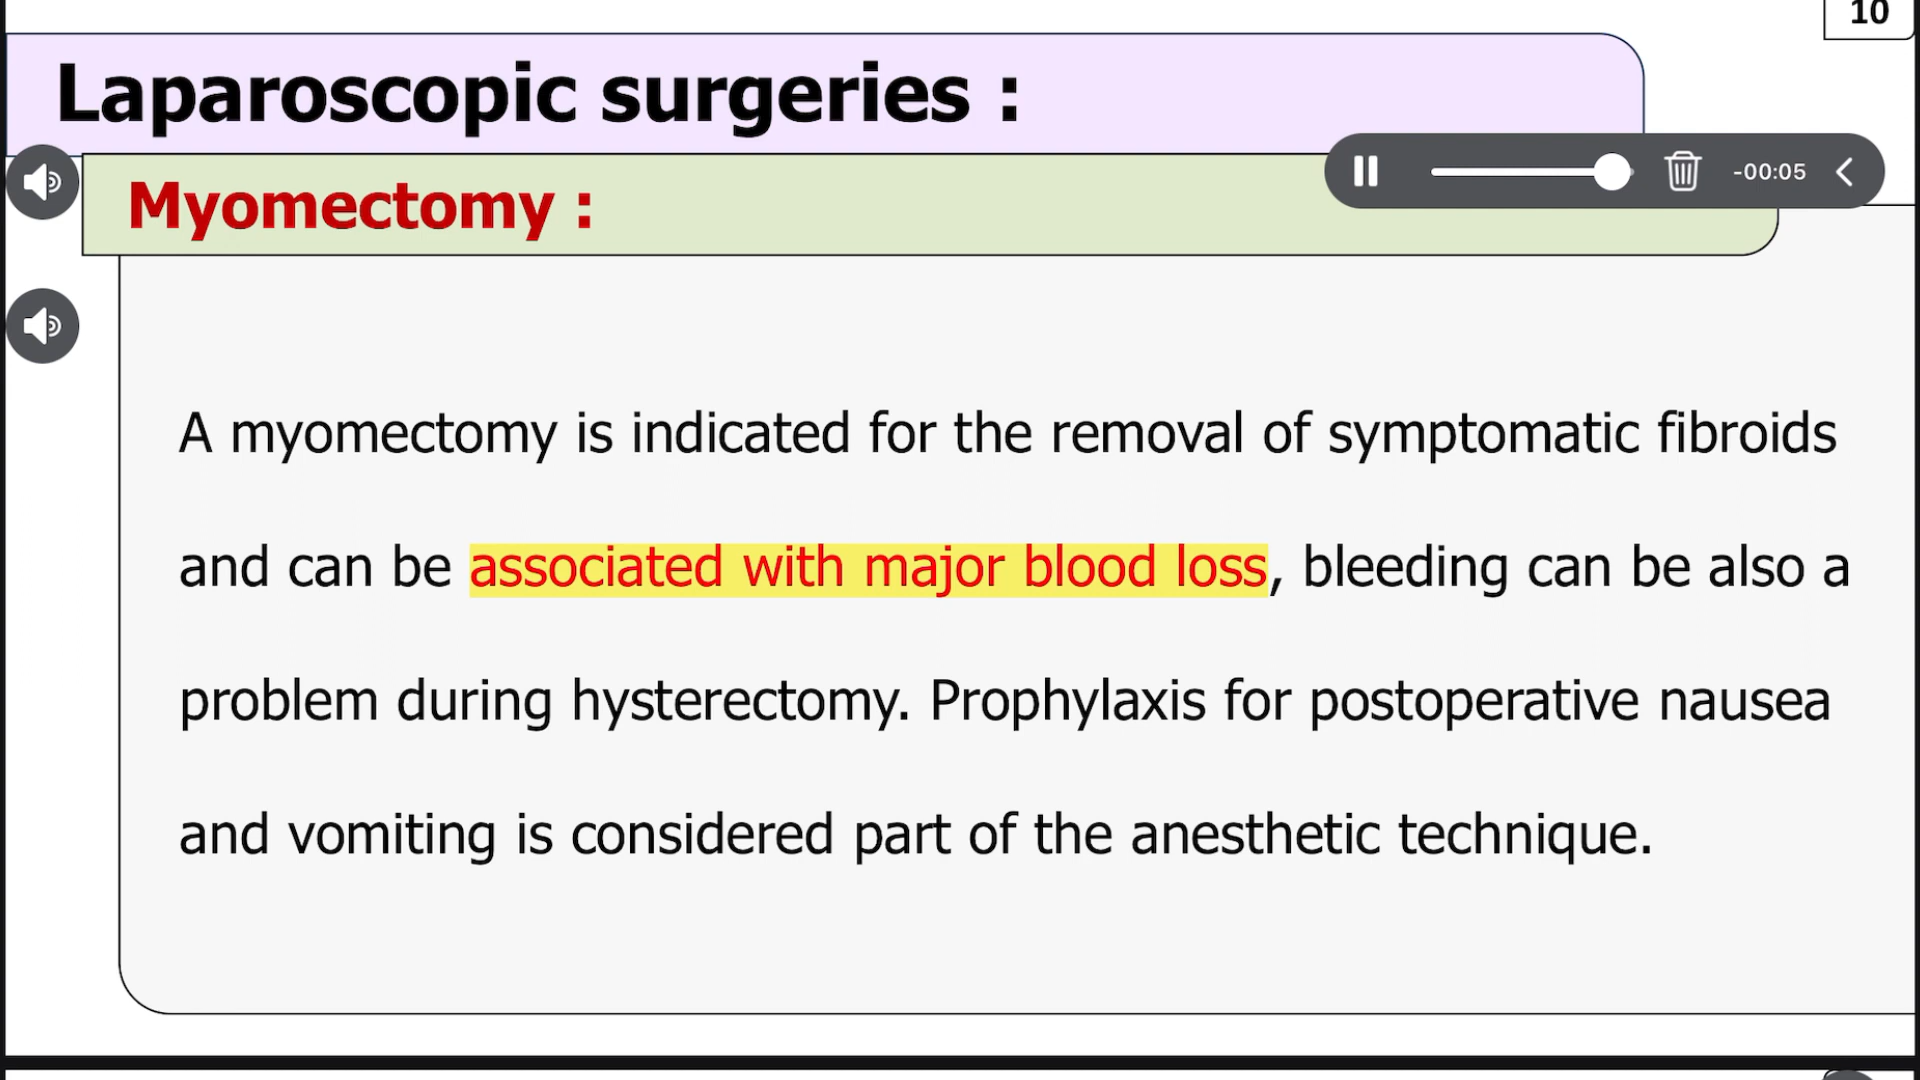 10
Laparoscopic surgeries :
Myomectomy :
-00:05
A myomectomy is indicated for the removal of symptomatic fibroids
and can be associated with major blood loss, bleeding can be also a
problem during hysterectomy. Prophylaxis for postoperative nausea
and vomiting is considered part of the anesthetic technique.